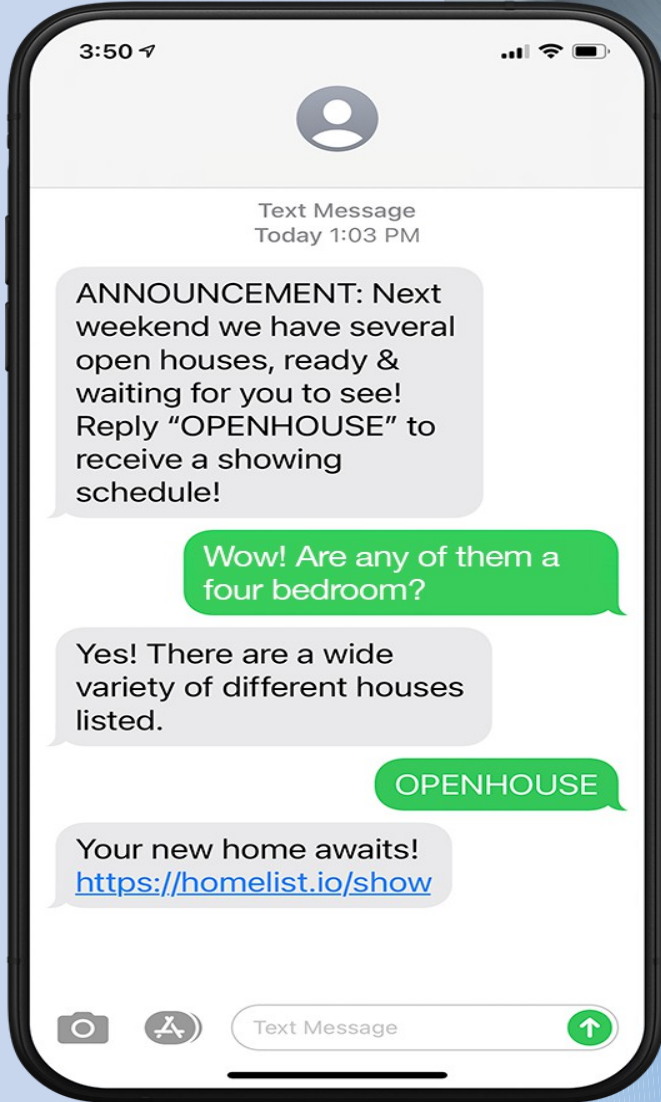 3:50
Text Message
Today 1:03 PM
ANNOUNCEMENT: Next
weekend we have several
open houses, ready &
waiting for you to see!
Reply “OPENHOUSE” to
receive a showing
schedule!
Wow! Are any of them a
four bedroom?
Yes! There are a wide
variety of different houses
listed.
OPENHOUSE
Your new home awaits!
https://homelist.io/show
Text Message